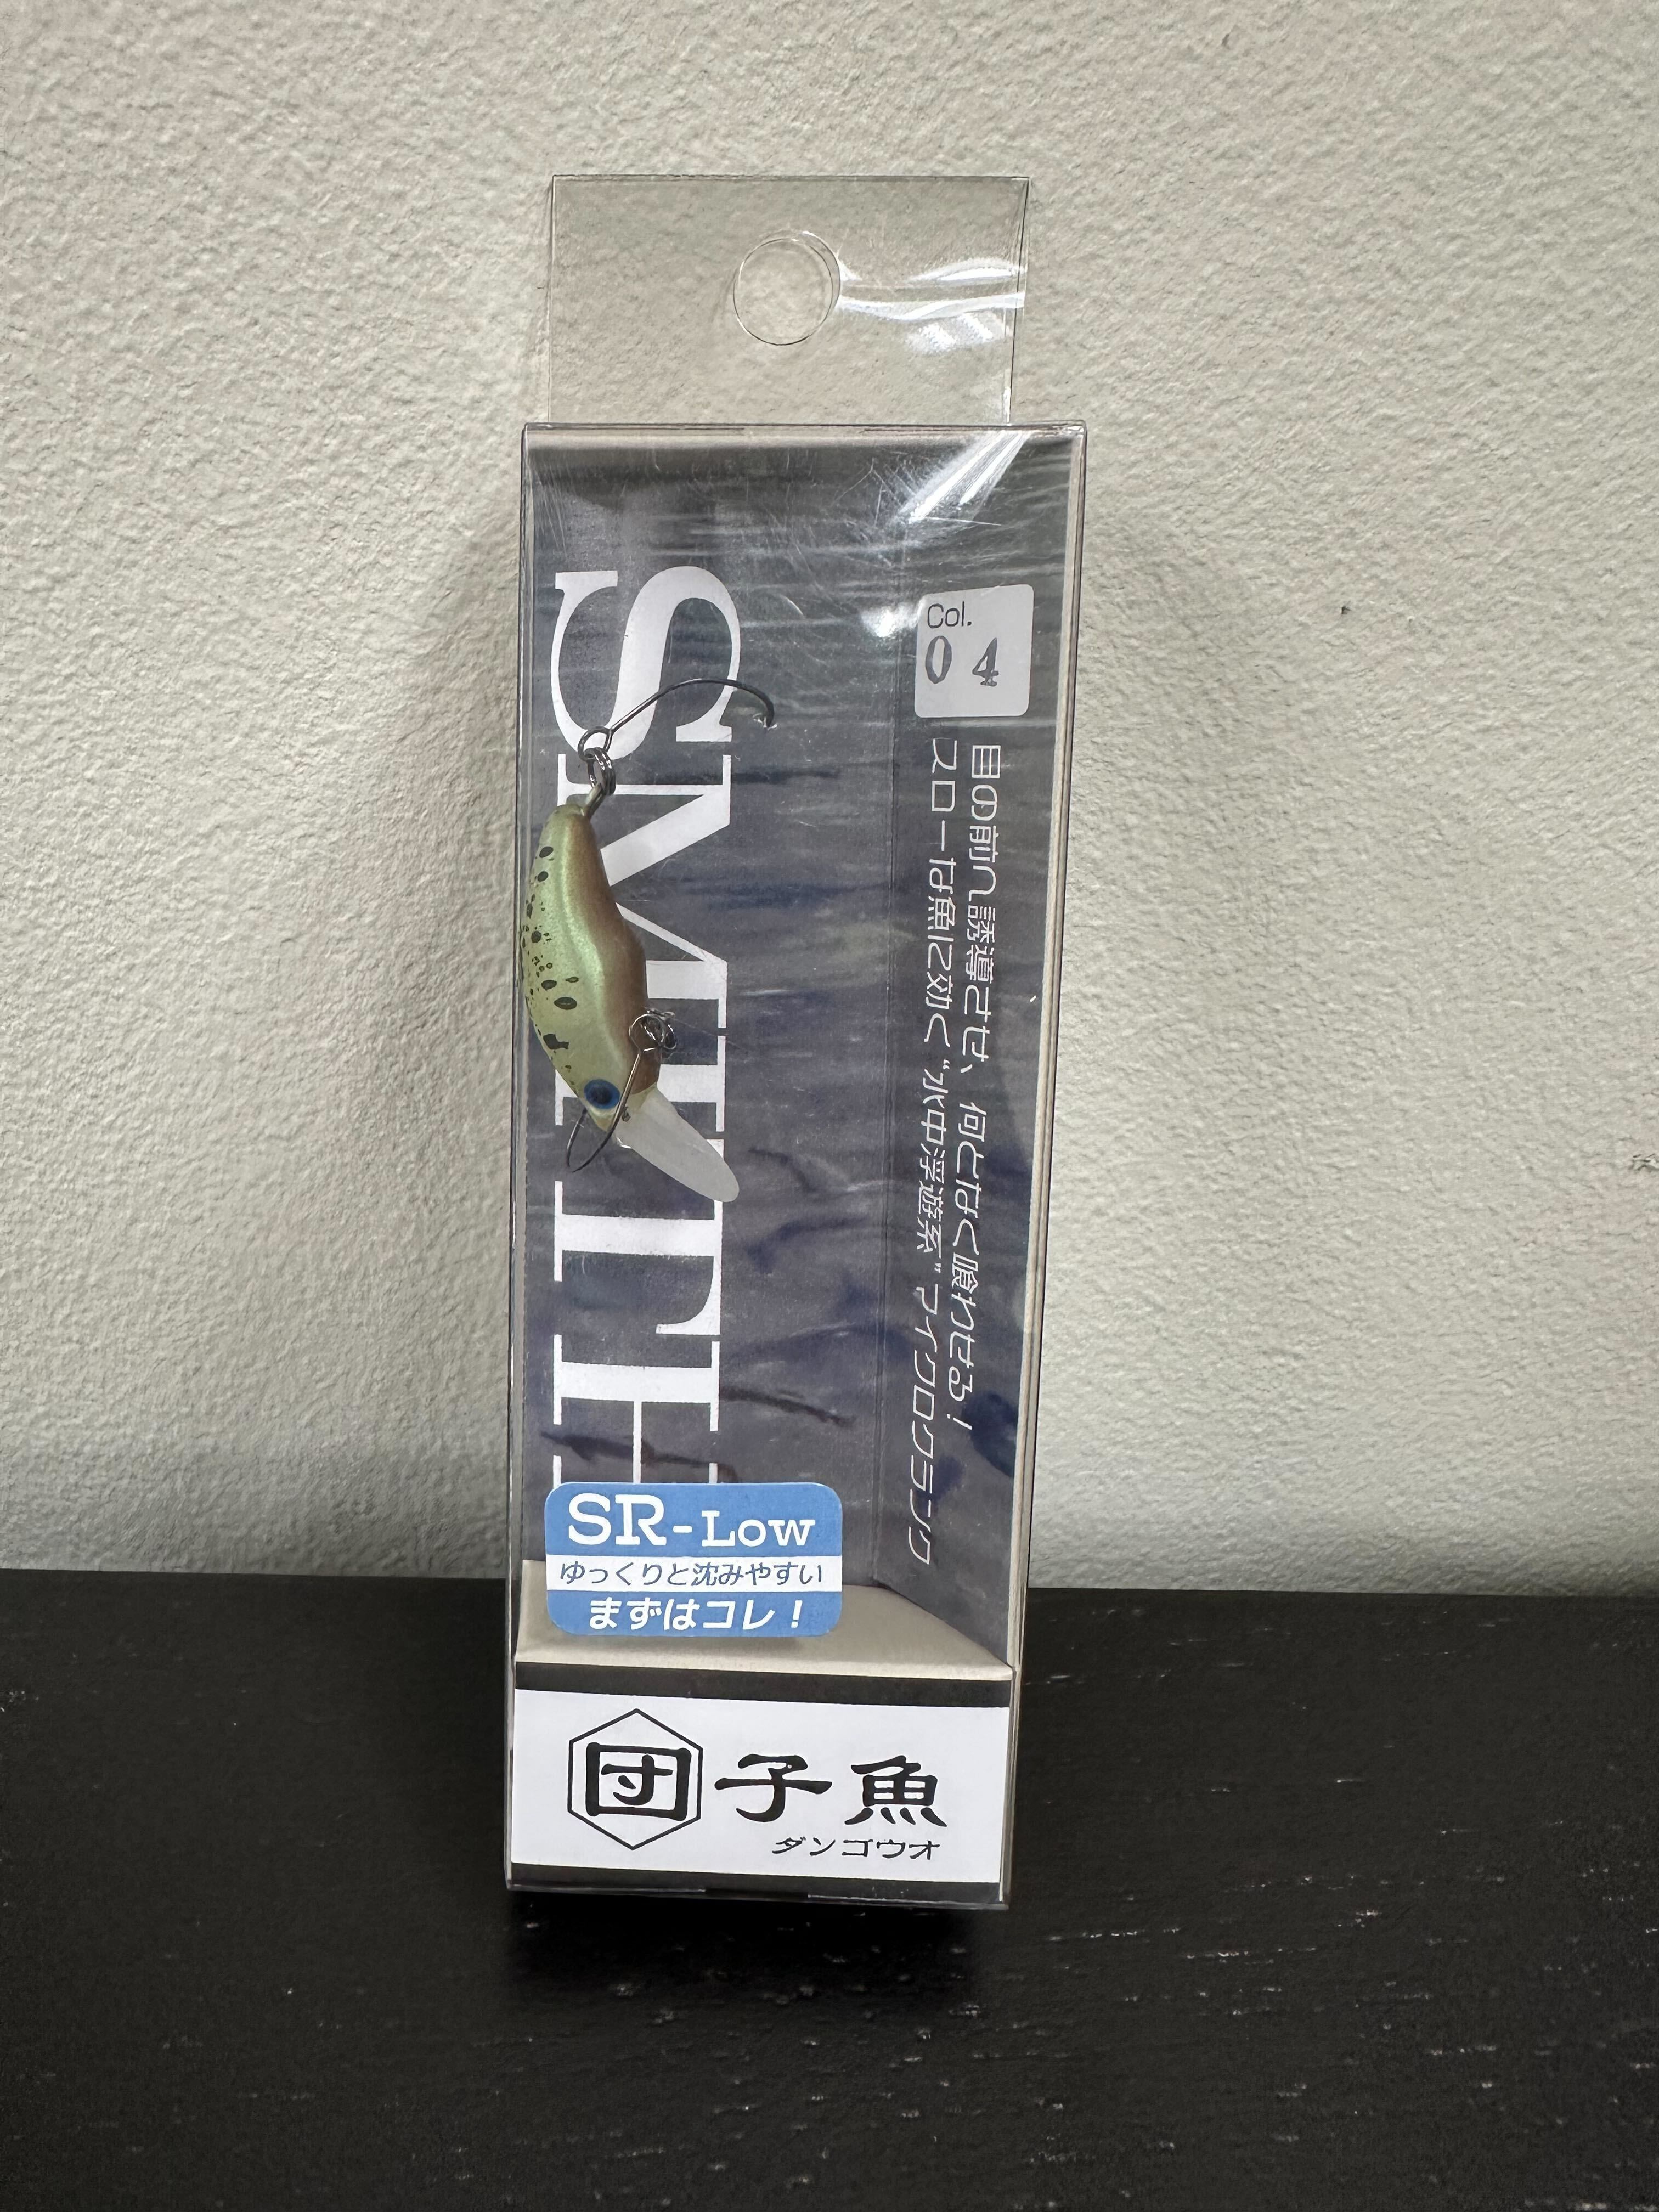 SMITH
Col.
04
目の前へ誘導させ、何となく喰わせる！
スローな魚に効く“水中浮遊系”マイクロクランク
SR-Low
ゆっくりと沈みやすい
まずはコレ！
団子魚
ダンゴウオ